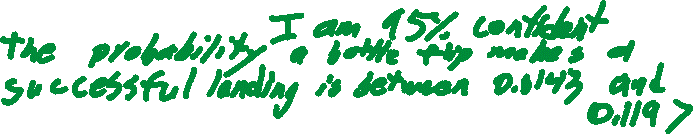 I am 95% confident
the probability a bottle flip makes a
successful landing is between 0.0143 and
0.1197